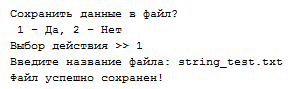 Сохранить данные в файл?
1 - Да, 2 - Нет
Выбор действия >> 1
Введите название файла: string_test.txt
Файл успешно сохранен!